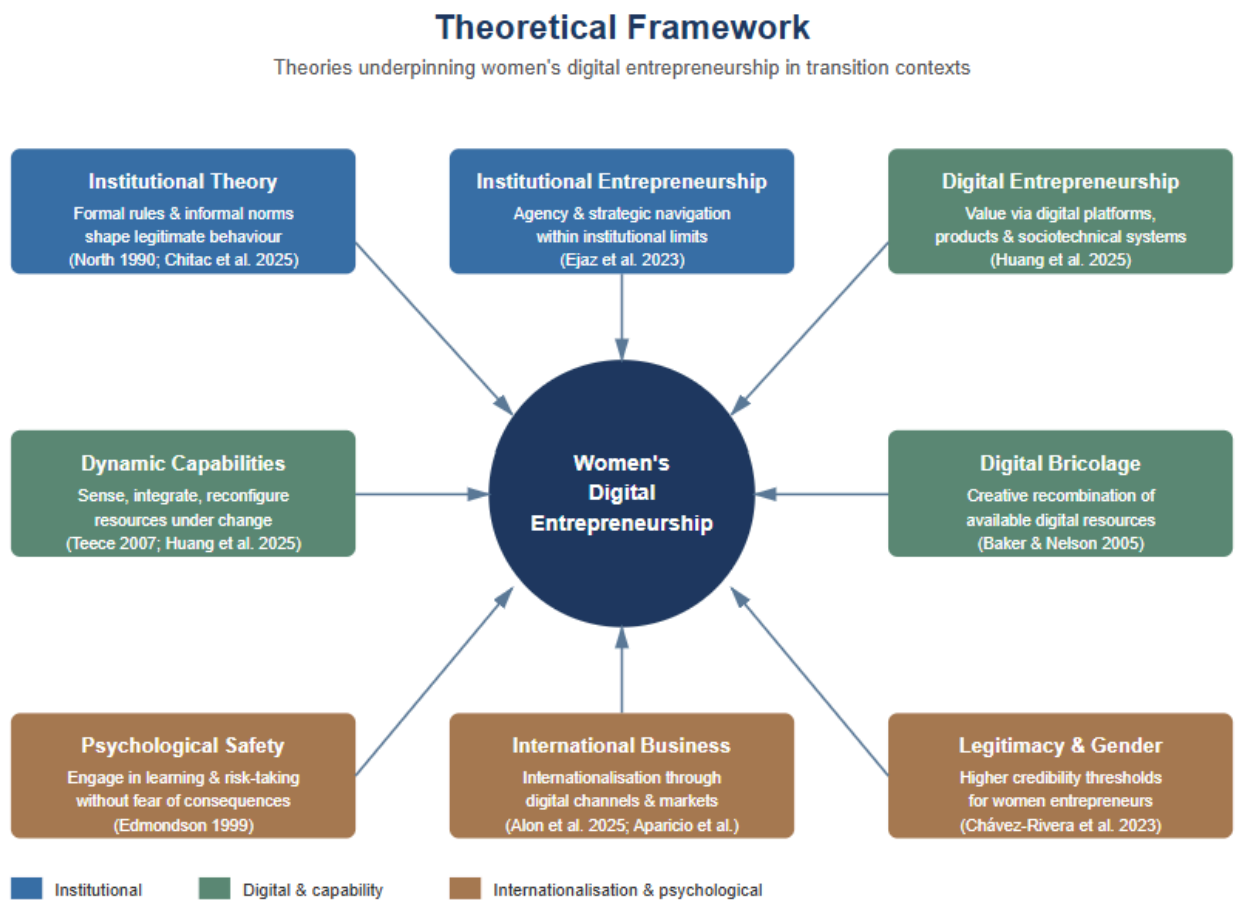 Theoretical Framework
Theories underpinning women's digital entrepreneurship in transition contexts
Institutional Theory
Formal rules & informal norms
shape legitimate behaviour
(North 1990; Chitac et al. 2025)
Institutional Entrepreneurship
Agency & strategic navigation
within institutional limits
(Ejaz et al. 2023)
Digital Entrepreneurship
Value via digital platforms,
products & sociotechnical systems
(Huang et al. 2025)
Dynamic Capabilities
Sense, integrate, reconfigure
resources under change
(Teece 2007; Huang et al. 2025)
Women's
Digital
Entrepreneurship
Digital Bricolage
Creative recombination of
available digital resources
(Baker & Nelson 2005)
Psychological Safety
Engage in learning & risk-taking
without fear of consequences
(Edmondson 1999)
International Business
Internationalisation through
digital channels & markets
(Alon et al. 2025; Aparicio et al.)
Legitimacy & Gender
Higher credibility thresholds
for women entrepreneurs
(Chávez-Rivera et al. 2023)
Institutional
Digital & capability
Internationalisation & psychological